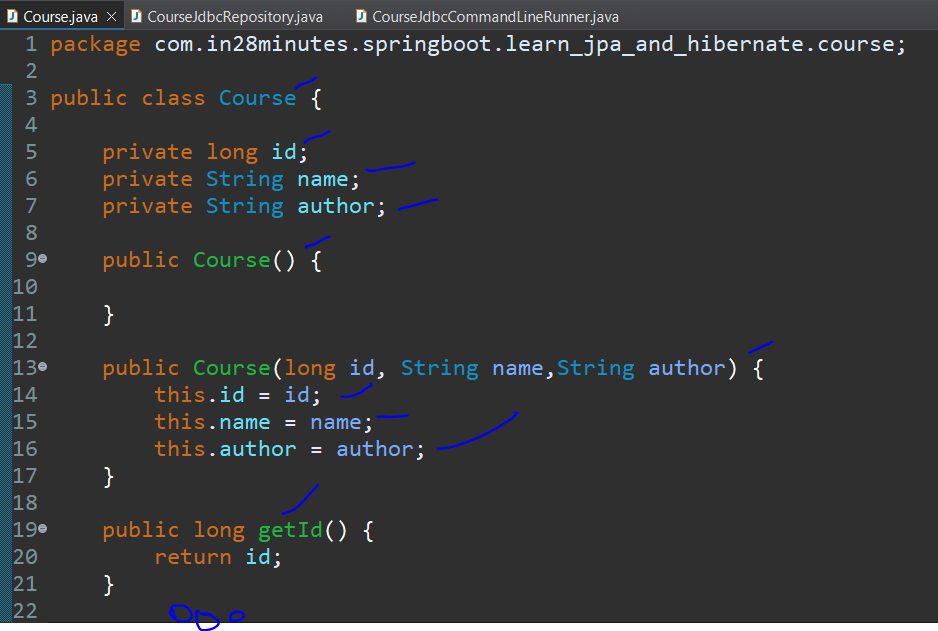 Course.java CourseJdbcRepository.java CourseJdbcCommandLineRunner.java
1 package com.in28minutes.springboot.learn_jpa_and_hibernate.course;
2
3 public class Course {
4
5 private long id;
6 private String name;
7 private String author;
8
9 public Course() {
10
11 }
12
13 public Course(long id, String name,String author) {
14 this.id = id;
15 this.name = name;
16 this.author = author;
17 }
18
19 public long getId() {
20 return id;
21 }
22